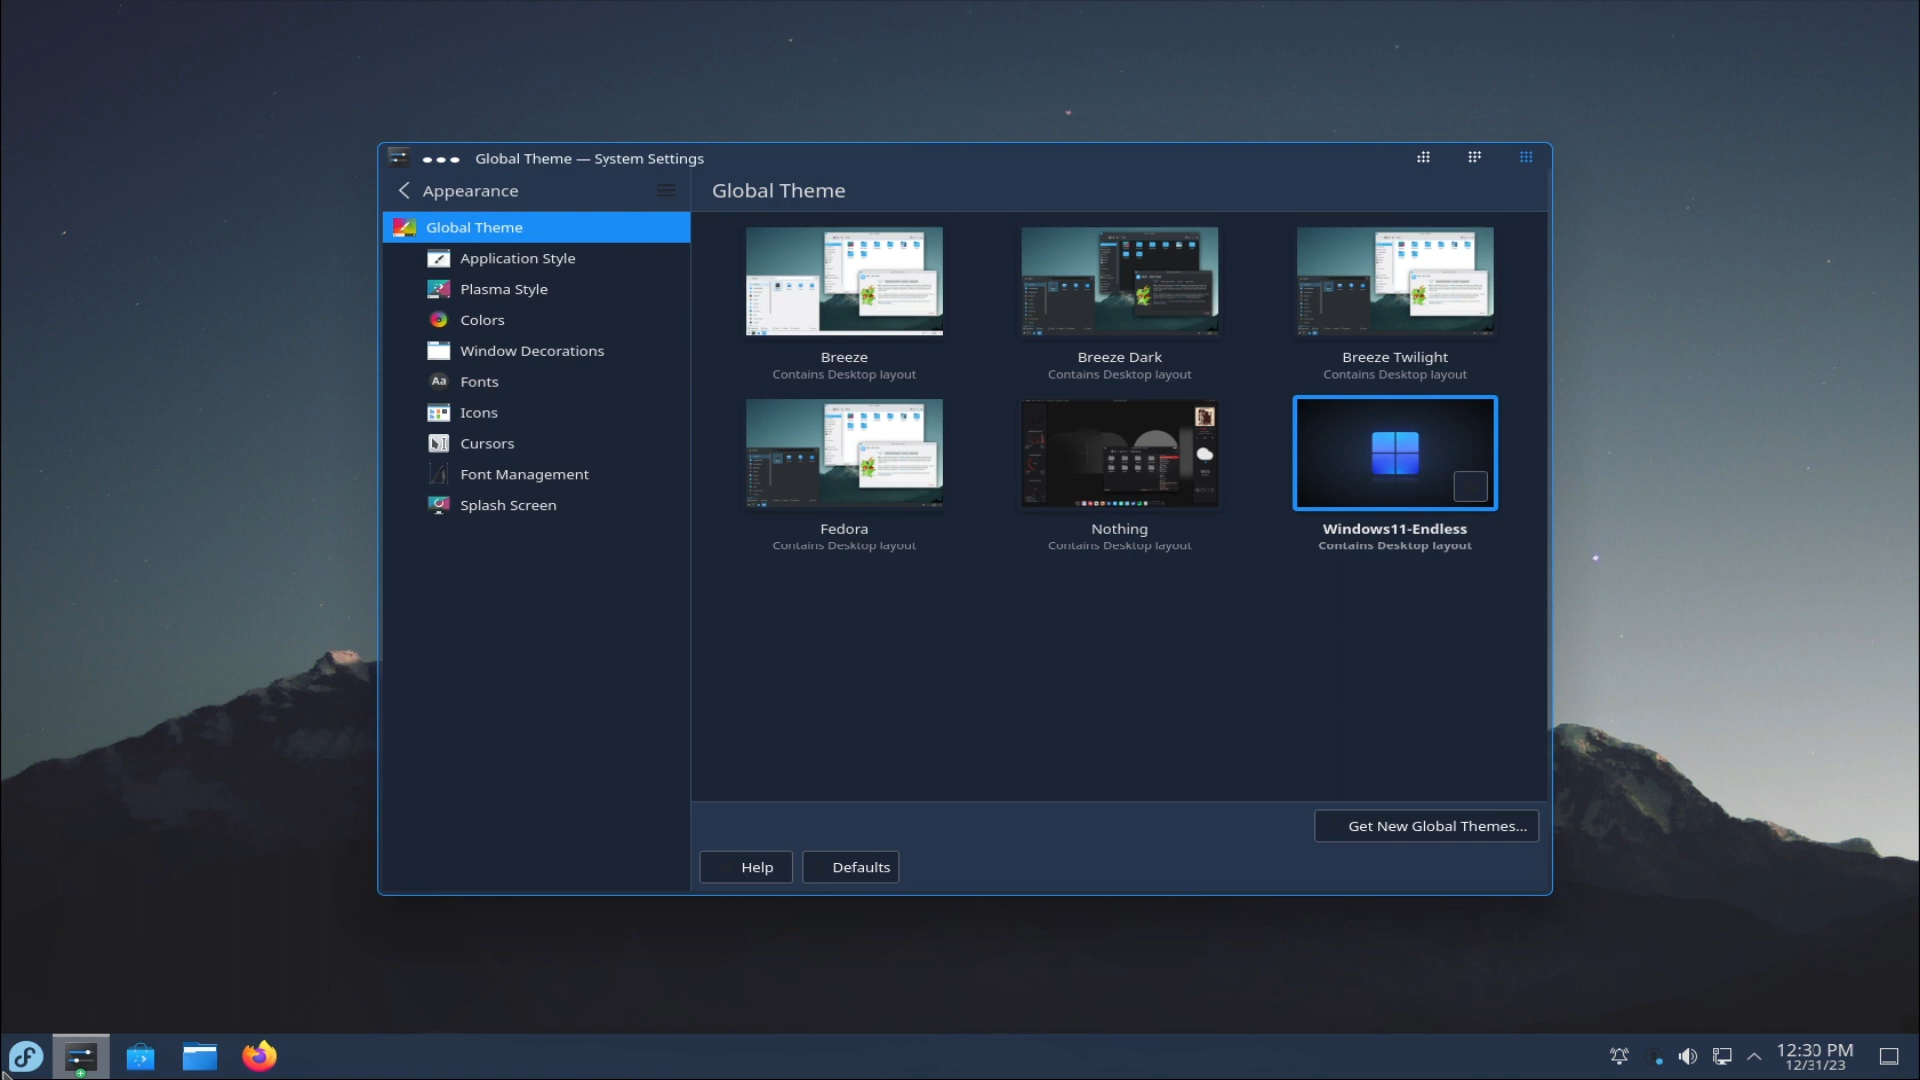 Global Theme — System Settings
Appearance
Global Theme
Global Theme
Application Style
Plasma Style
Colors
Window Decorations
Aa Fonts
Icons
Cursors
Font Management
Splash Screen
Breeze
Contains Desktop layout
Breeze Dark
Contains Desktop layout
Breeze Twilight
Contains Desktop layout
Fedora
Contains Desktop layout
Nothing
Contains Desktop layout
Windows11-Endless
Contains Desktop layout
Get New Global Themes...
Help
Defaults
12:30 PM
12/31/23